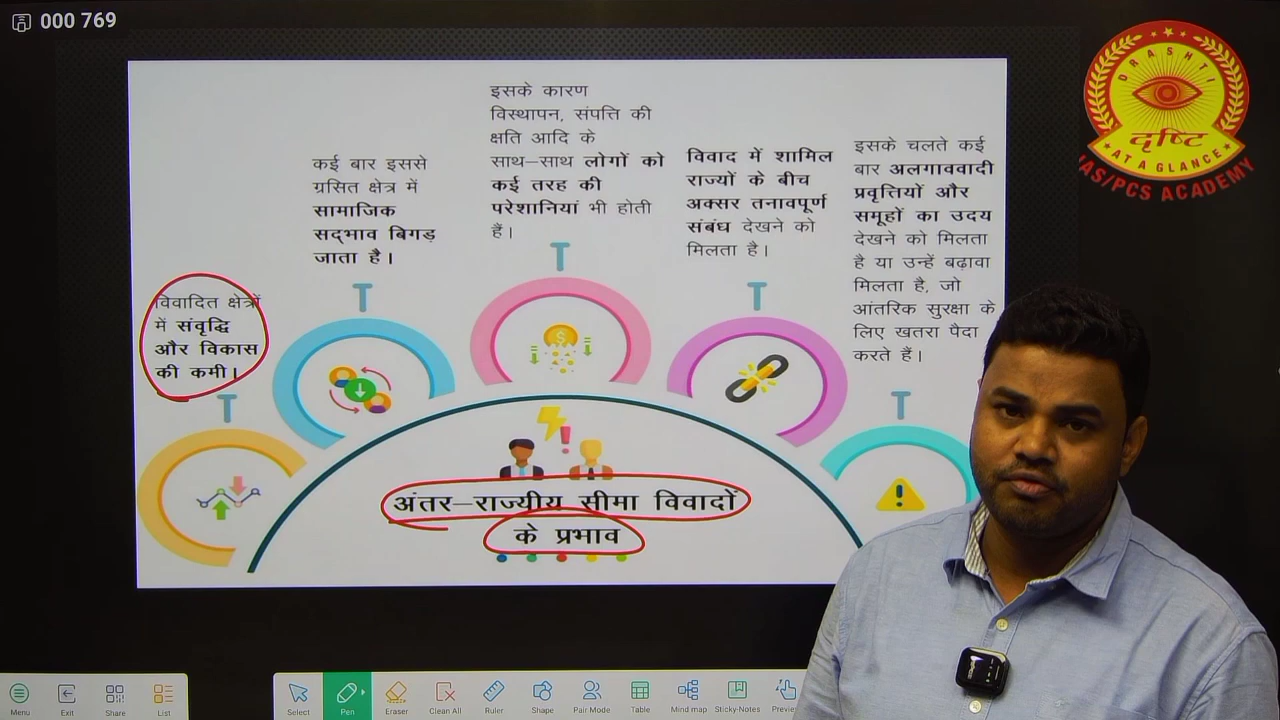 000 769
DRASHTI
दृष्टि
AT A GLANCE
IAS/PCS ACADEMY
विवादित क्षेत्रों
में संवृद्धि
और विकास
की कमी।
कई बार इससे
ग्रसित क्षेत्र में
सामाजिक
सद्भाव बिगड़
जाता है।
इसके कारण
विस्थापन, संपत्ति की
क्षति आदि के
साथ–साथ लोगों को
कई तरह की
परेशानियां भी होती
हैं।
विवाद में शामिल
राज्यों के बीच
अक्सर तनावपूर्ण
संबंध देखने को
मिलता है।
इसके चलते कई
बार अलगाववादी
प्रवृत्तियों और
समूहों का उदय
देखने को मिलता
है या उन्हें बढ़ावा
मिलता है, जो
आंतरिक सुरक्षा के
लिए खतरा पैदा
करते हैं।
अंतर–राज्यीय सीमा विवादों
के प्रभाव
Menu Exit Share List Select Pen Eraser Clean All Ruler Shape Pair Mode Table Mind map Sticky-Notes